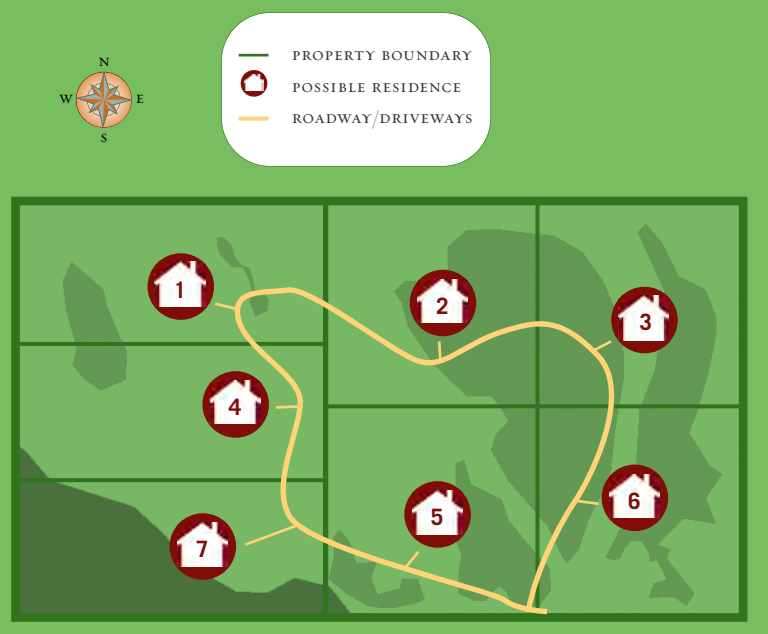 N
W E
S
PROPERTY BOUNDARY
POSSIBLE RESIDENCE
ROADWAY/DRIVEWAYS
1
2
3
4
5
6
7